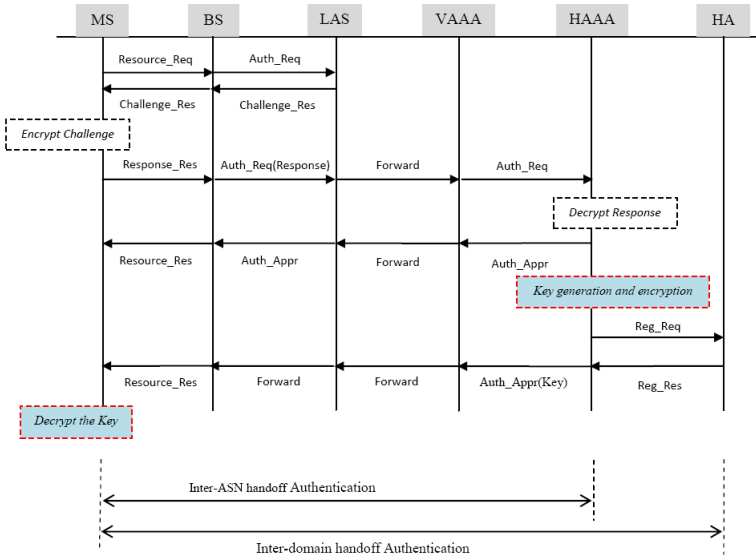 MS BS LAS VAAA HAAA HA
Resource_Req Auth_Req
Challenge_Res Challenge_Res
Encrypt Challenge
Response_Res Auth_Req(Response) Forward Auth_Req
Decrypt Response
Resource_Res Auth_Appr Forward Auth_Appr
Key generation and encryption
Reg_Req
Resource_Res Forward Forward Auth_Appr(Key) Reg_Res
Decrypt the Key
Inter-ASN handoff Authentication
Inter-domain handoff Authentication